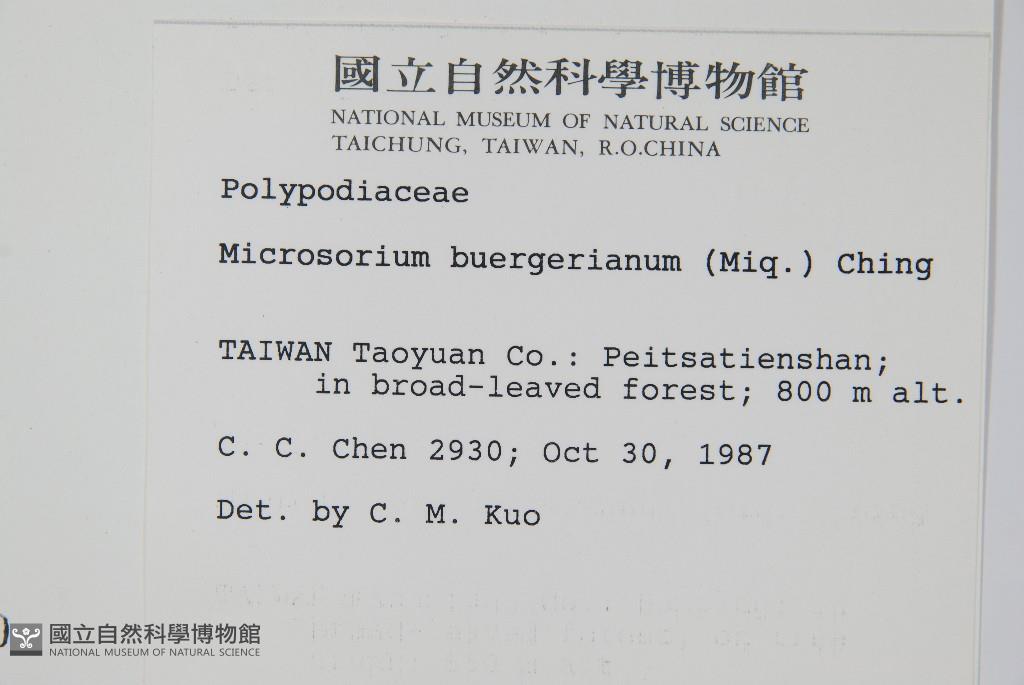 國立自然科學博物館
NATIONAL MUSEUM OF NATURAL SCIENCE
TAICHUNG, TAIWAN, R.O.CHINA
Polypodiaceae
Microsorium buergerianum (Miq.) Ching
TAIWAN Taoyuan Co.: Peitsatienshan;
in broad-leaved forest; 800 m alt.
C. C. Chen 2930; Oct 30, 1987
Det. by C. M. Kuo
國立自然科學博物館
NATIONAL MUSEUM OF NATURAL SCIENCE